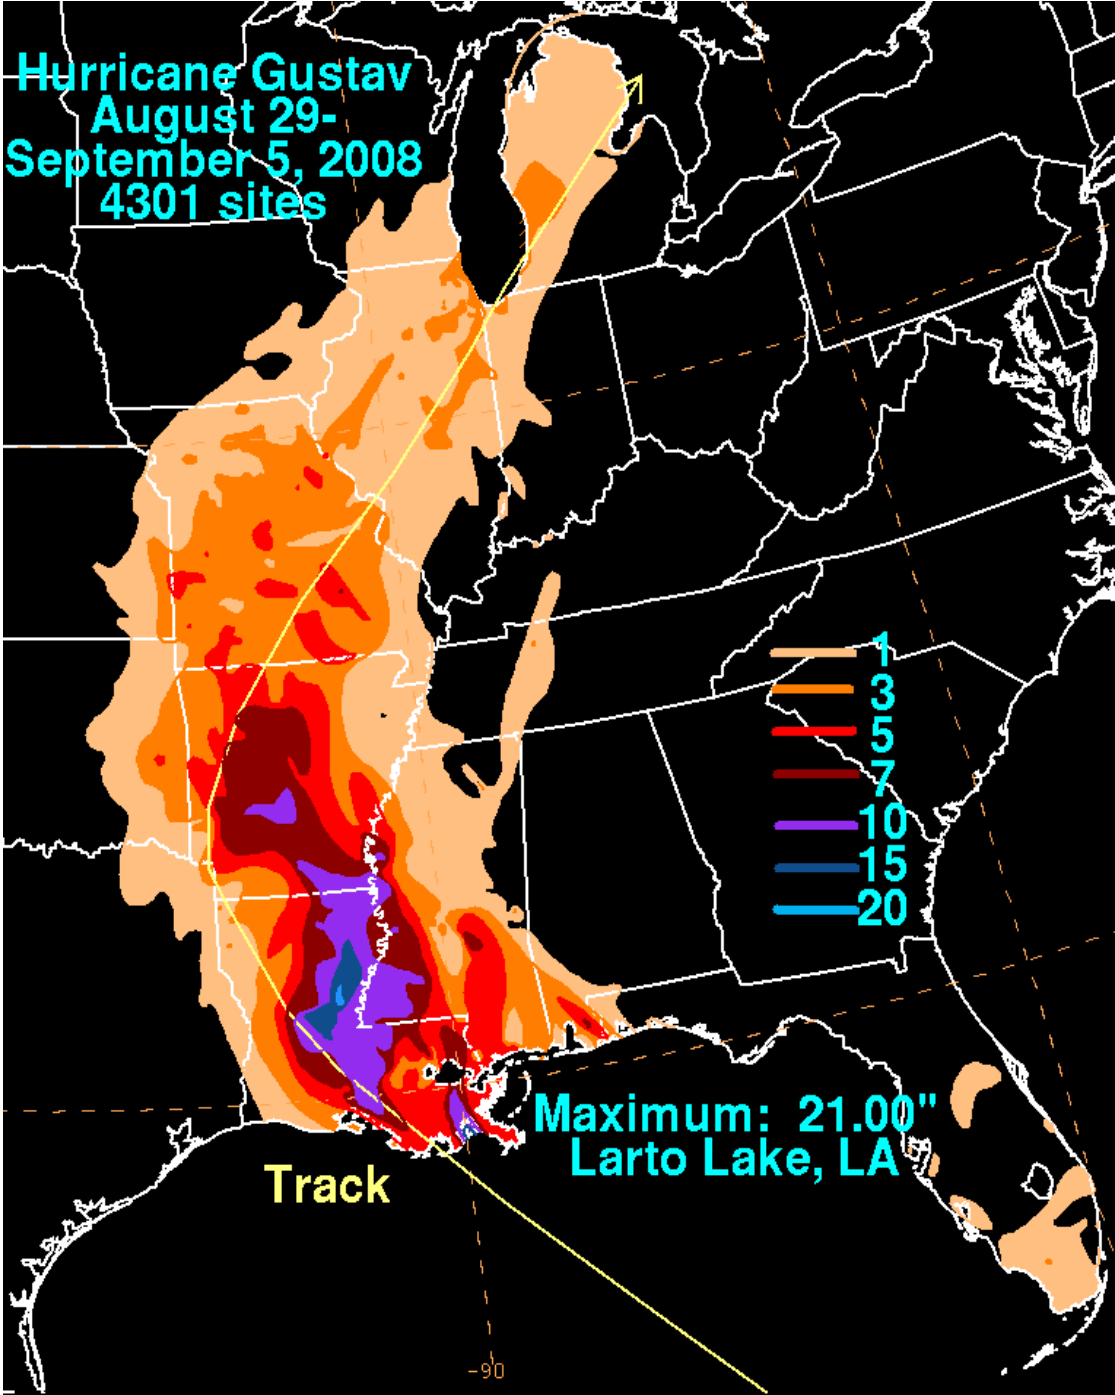 Hurricane Gustav
August 29-
September 5, 2008
4301 sites
1
3
5
7
10
15
20
Maximum: 21.00"
Larto Lake, LA
Track
-90